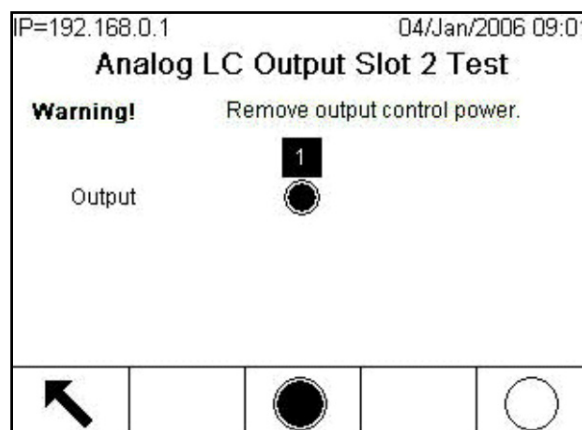 IP=192.168.0.1 04/Jan/2006 09:01
Analog LC Output Slot 2 Test
Warning! Remove output control power.
1
Output